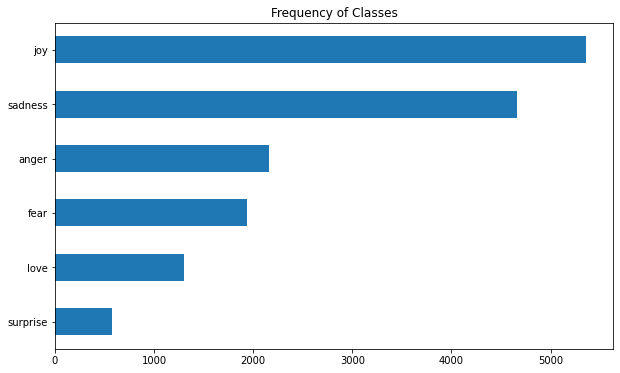 Frequency of Classes
joy
sadness
anger
fear
love
surprise
0 1000 2000 3000 4000 5000